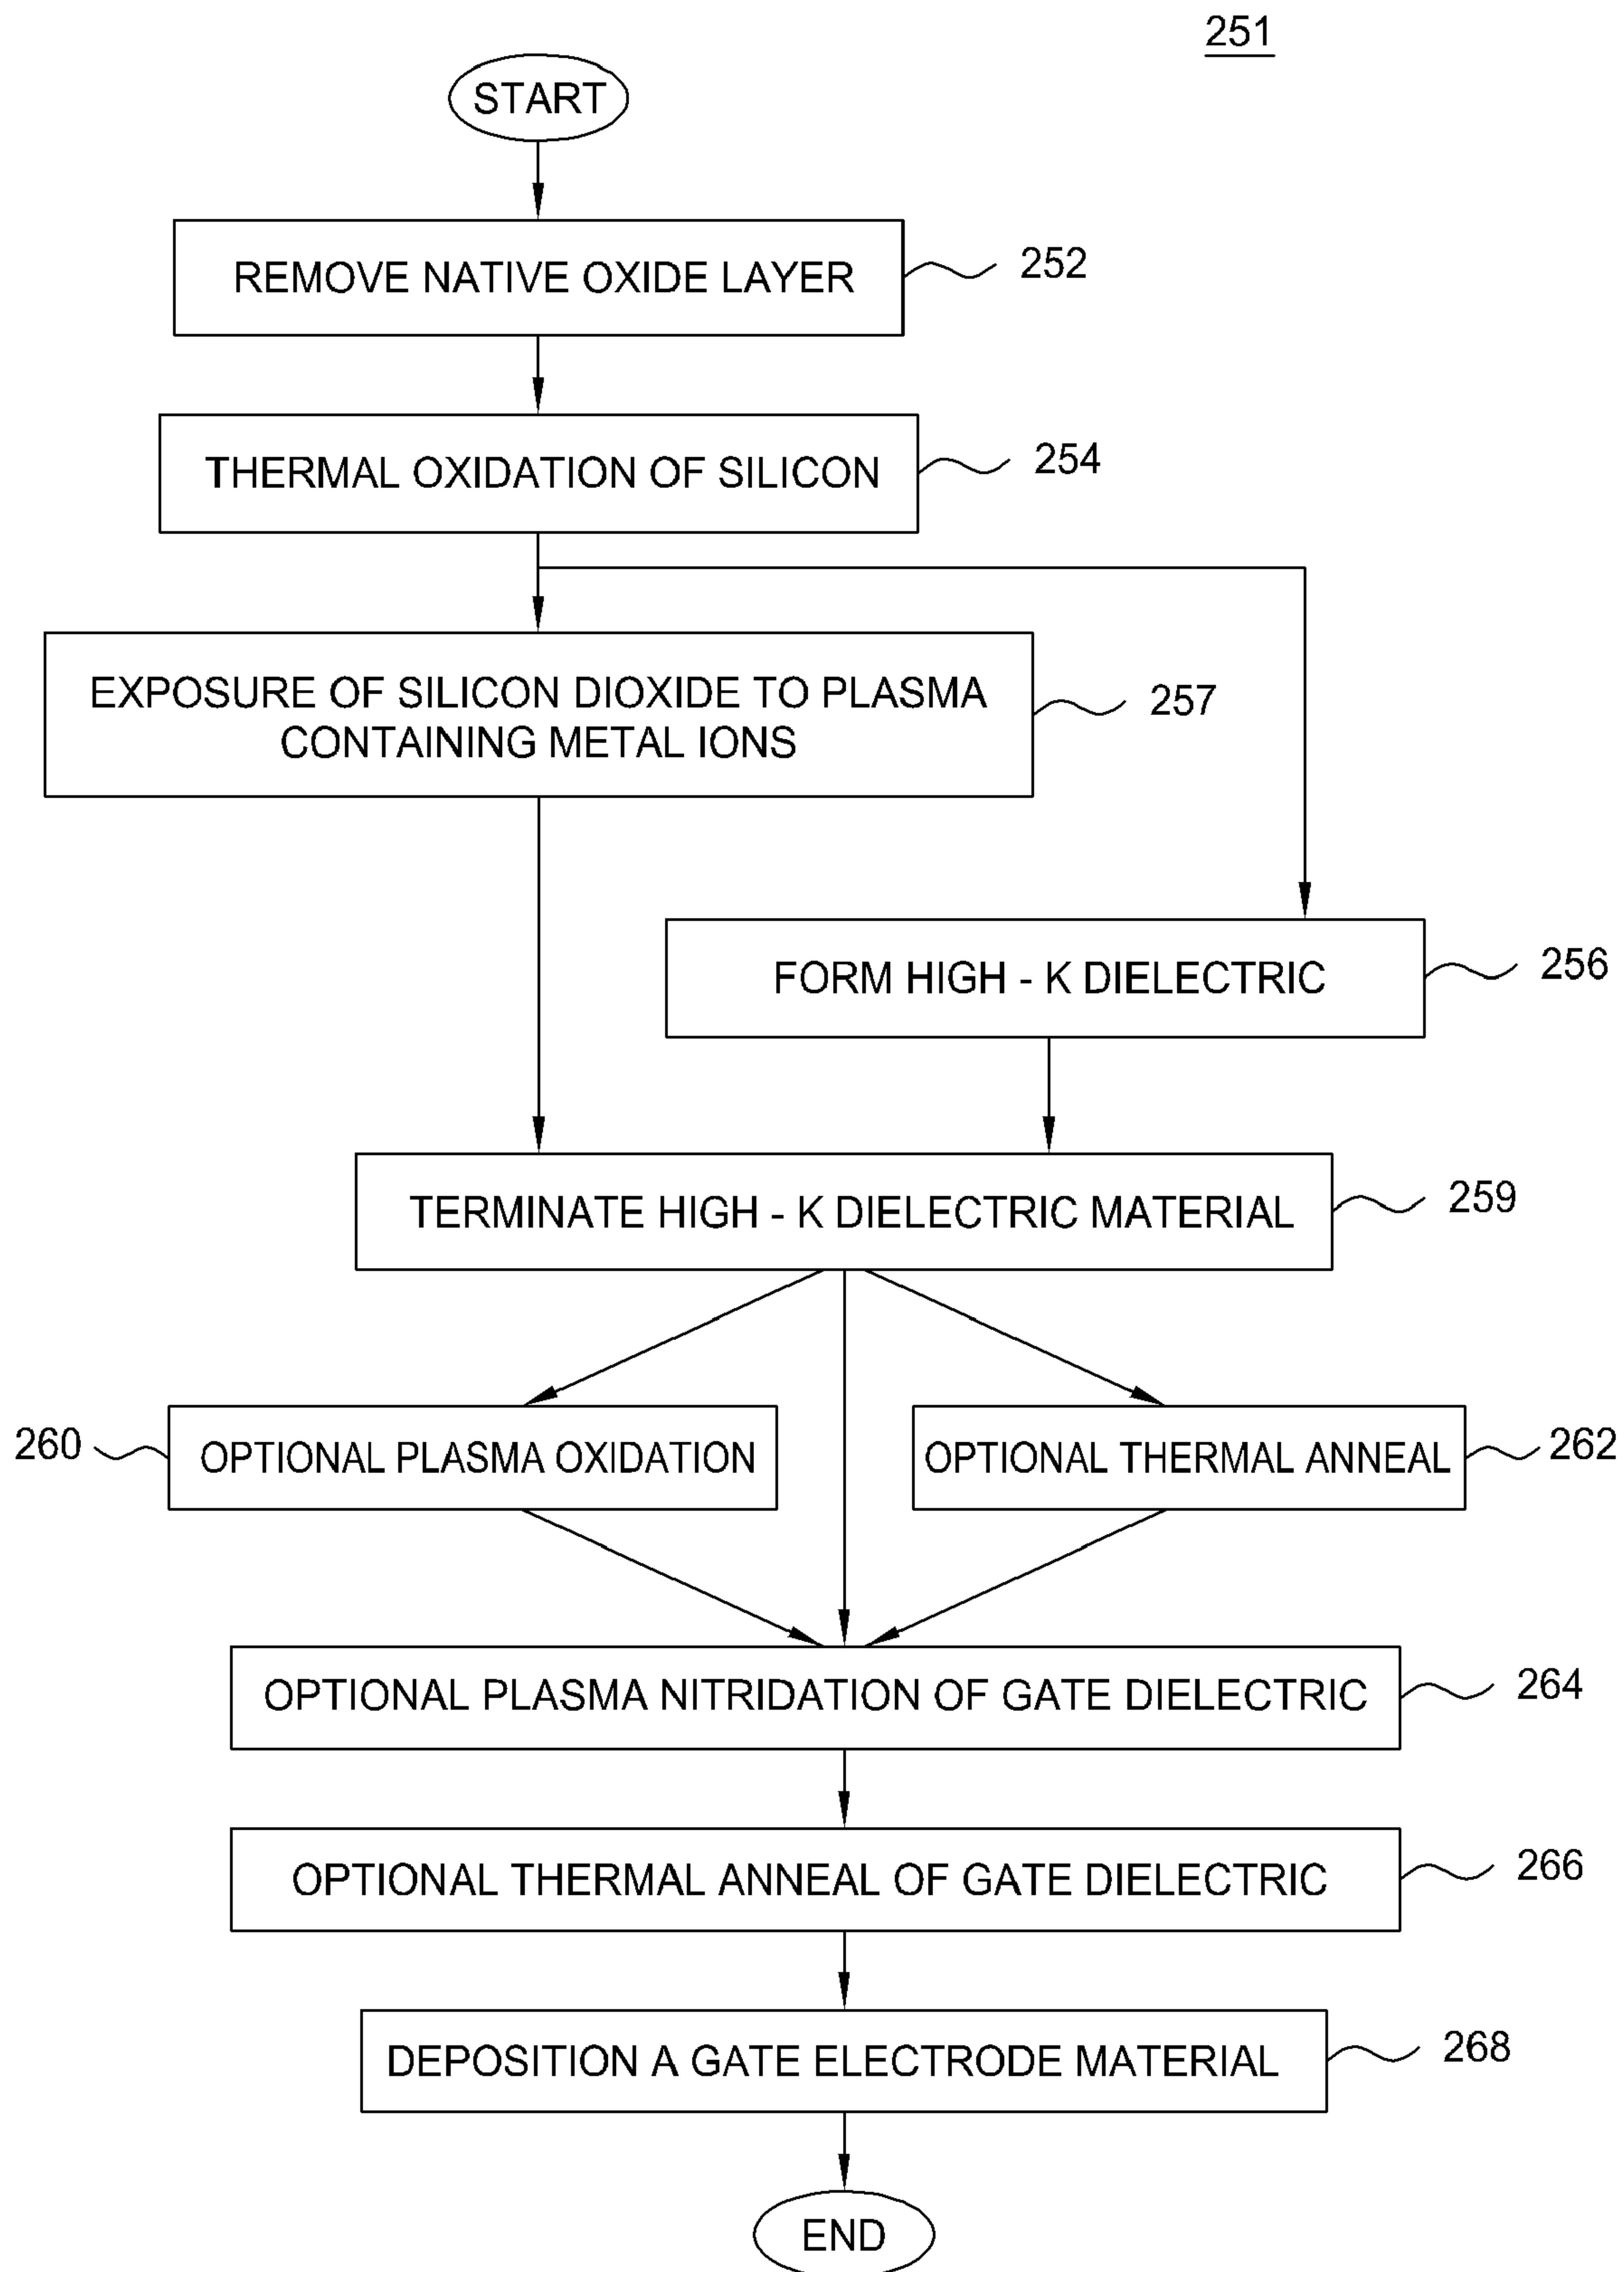 251
START
REMOVE NATIVE OXIDE LAYER
252
THERMAL OXIDATION OF SILICON
254
EXPOSURE OF SILICON DIOXIDE TO PLASMA
CONTAINING METAL IONS
257
FORM HIGH - K DIELECTRIC
256
TERMINATE HIGH - K DIELECTRIC MATERIAL
259
260
OPTIONAL PLASMA OXIDATION
OPTIONAL THERMAL ANNEAL
262
OPTIONAL PLASMA NITRIDATION OF GATE DIELECTRIC
264
OPTIONAL THERMAL ANNEAL OF GATE DIELECTRIC
266
DEPOSITION A GATE ELECTRODE MATERIAL
268
END